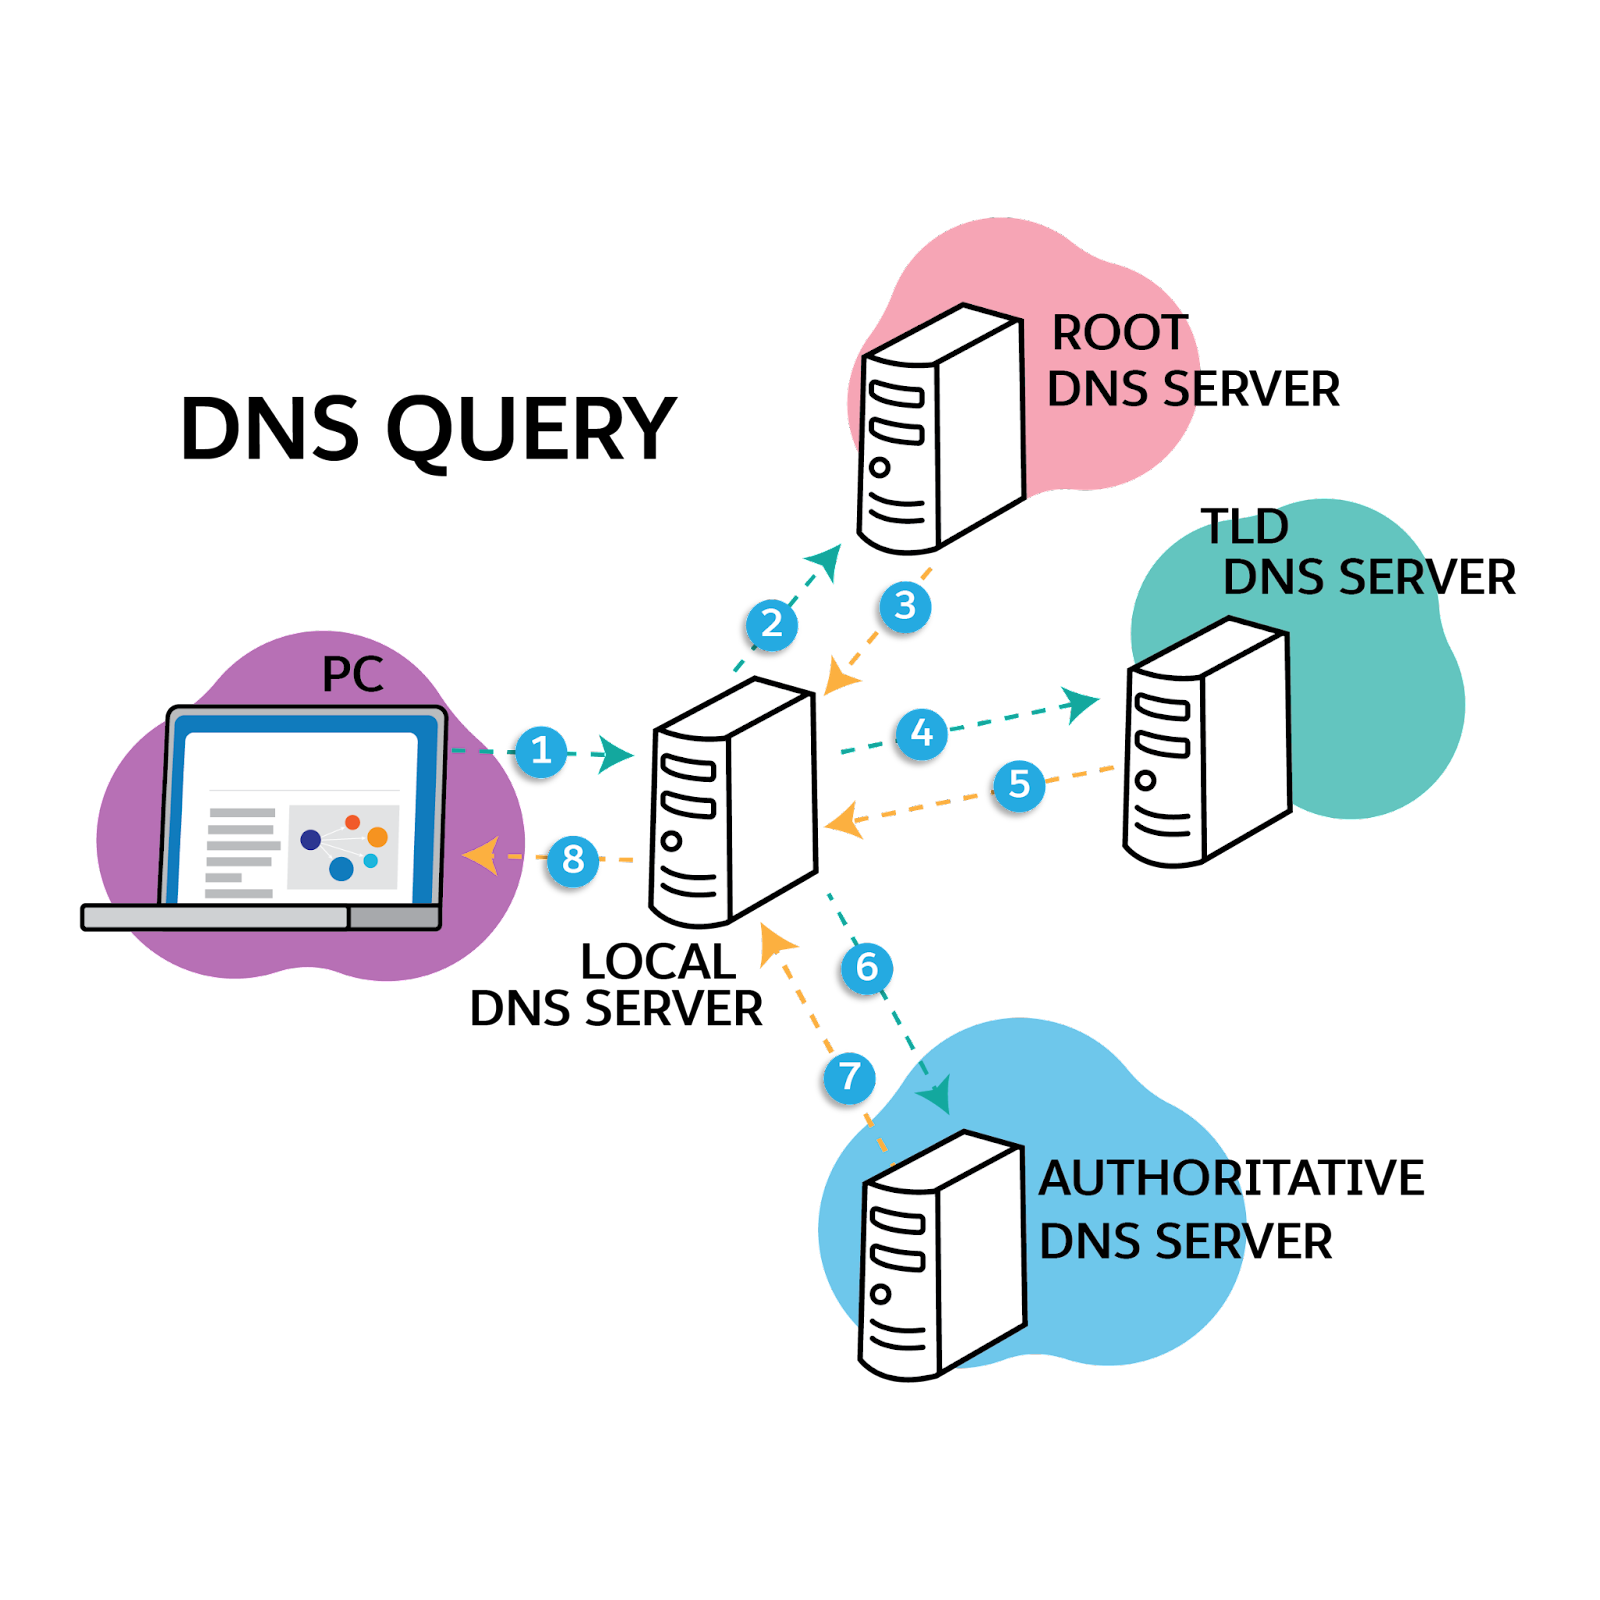 DNS QUERY
ROOT
DNS SERVER
TLD
DNS SERVER
PC
1
2
3
4
5
6
7
8
LOCAL
DNS SERVER
AUTHORITATIVE
DNS SERVER